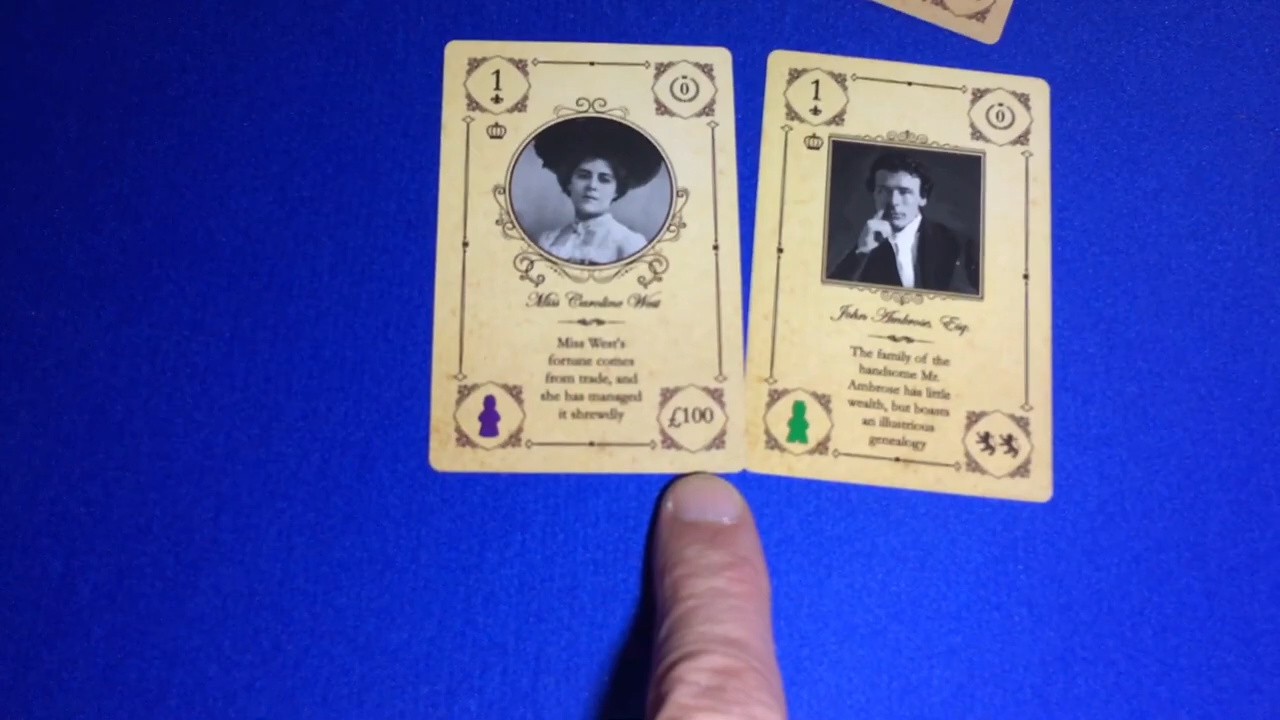 1
0
Miss Caroline West
Miss West's
fortune comes
from trade, and
she has managed
it shrewdly
£100
1
0
John Ambrose, Esq.
The family of the
handsome Mr.
Ambrose has little
wealth, but boasts
an illustrious
genealogy